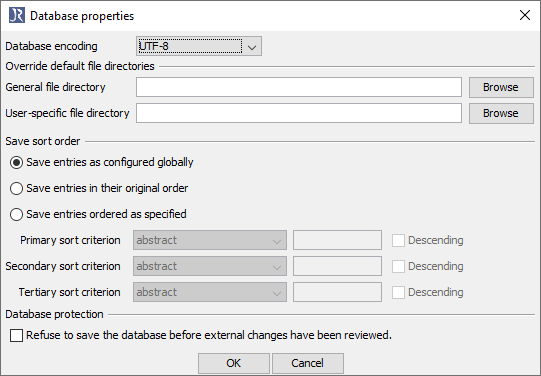 JR Database properties
Database encoding UTF-8
Override default file directories
General file directory Browse
User-specific file directory Browse
Save sort order
Save entries as configured globally
Save entries in their original order
Save entries ordered as specified
Primary sort criterion abstract Descending
Secondary sort criterion abstract Descending
Tertiary sort criterion abstract Descending
Database protection
Refuse to save the database before external changes have been reviewed.
OK Cancel